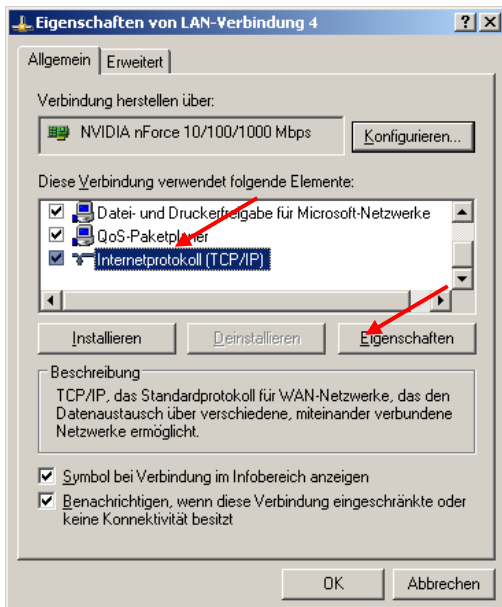 Eigenschaften von LAN-Verbindung 4
Allgemein
Erweitert
Verbindung herstellen über:
NVIDIA nForce 10/100/1000 Mbps
Konfigurieren...
Diese Verbindung verwendet folgende Elemente:
Datei- und Druckerfreigabe für Microsoft-Netzwerke
QoS-Paketplaner
Internetprotokoll (TCP/IP)
Installieren
Deinstallieren
Eigenschaften
Beschreibung
TCP/IP, das Standardprotokoll für WAN-Netzwerke, das den
Datenaustausch über verschiedene, miteinander verbundene
Netzwerke ermöglicht.
Symbol bei Verbindung im Infobereich anzeigen
Benachrichtigen, wenn diese Verbindung eingeschränkte oder
keine Konnektivität besitzt
OK
Abbrechen